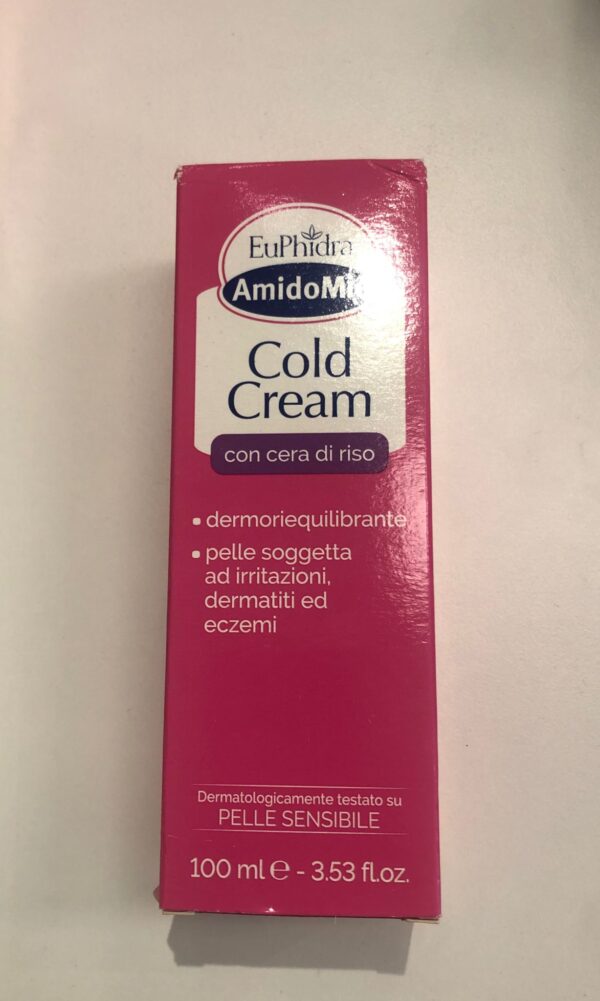 EuPhidra
Cold
Cream
con cera di riso
• dermoriequilibrante
• pelle soggetta
ad irritazioni,
dermatiti ed
eczemi
Dermatologicamente testato su
PELLE SENSIBILE
100 ml ℮ - 3.53 fl.oz.